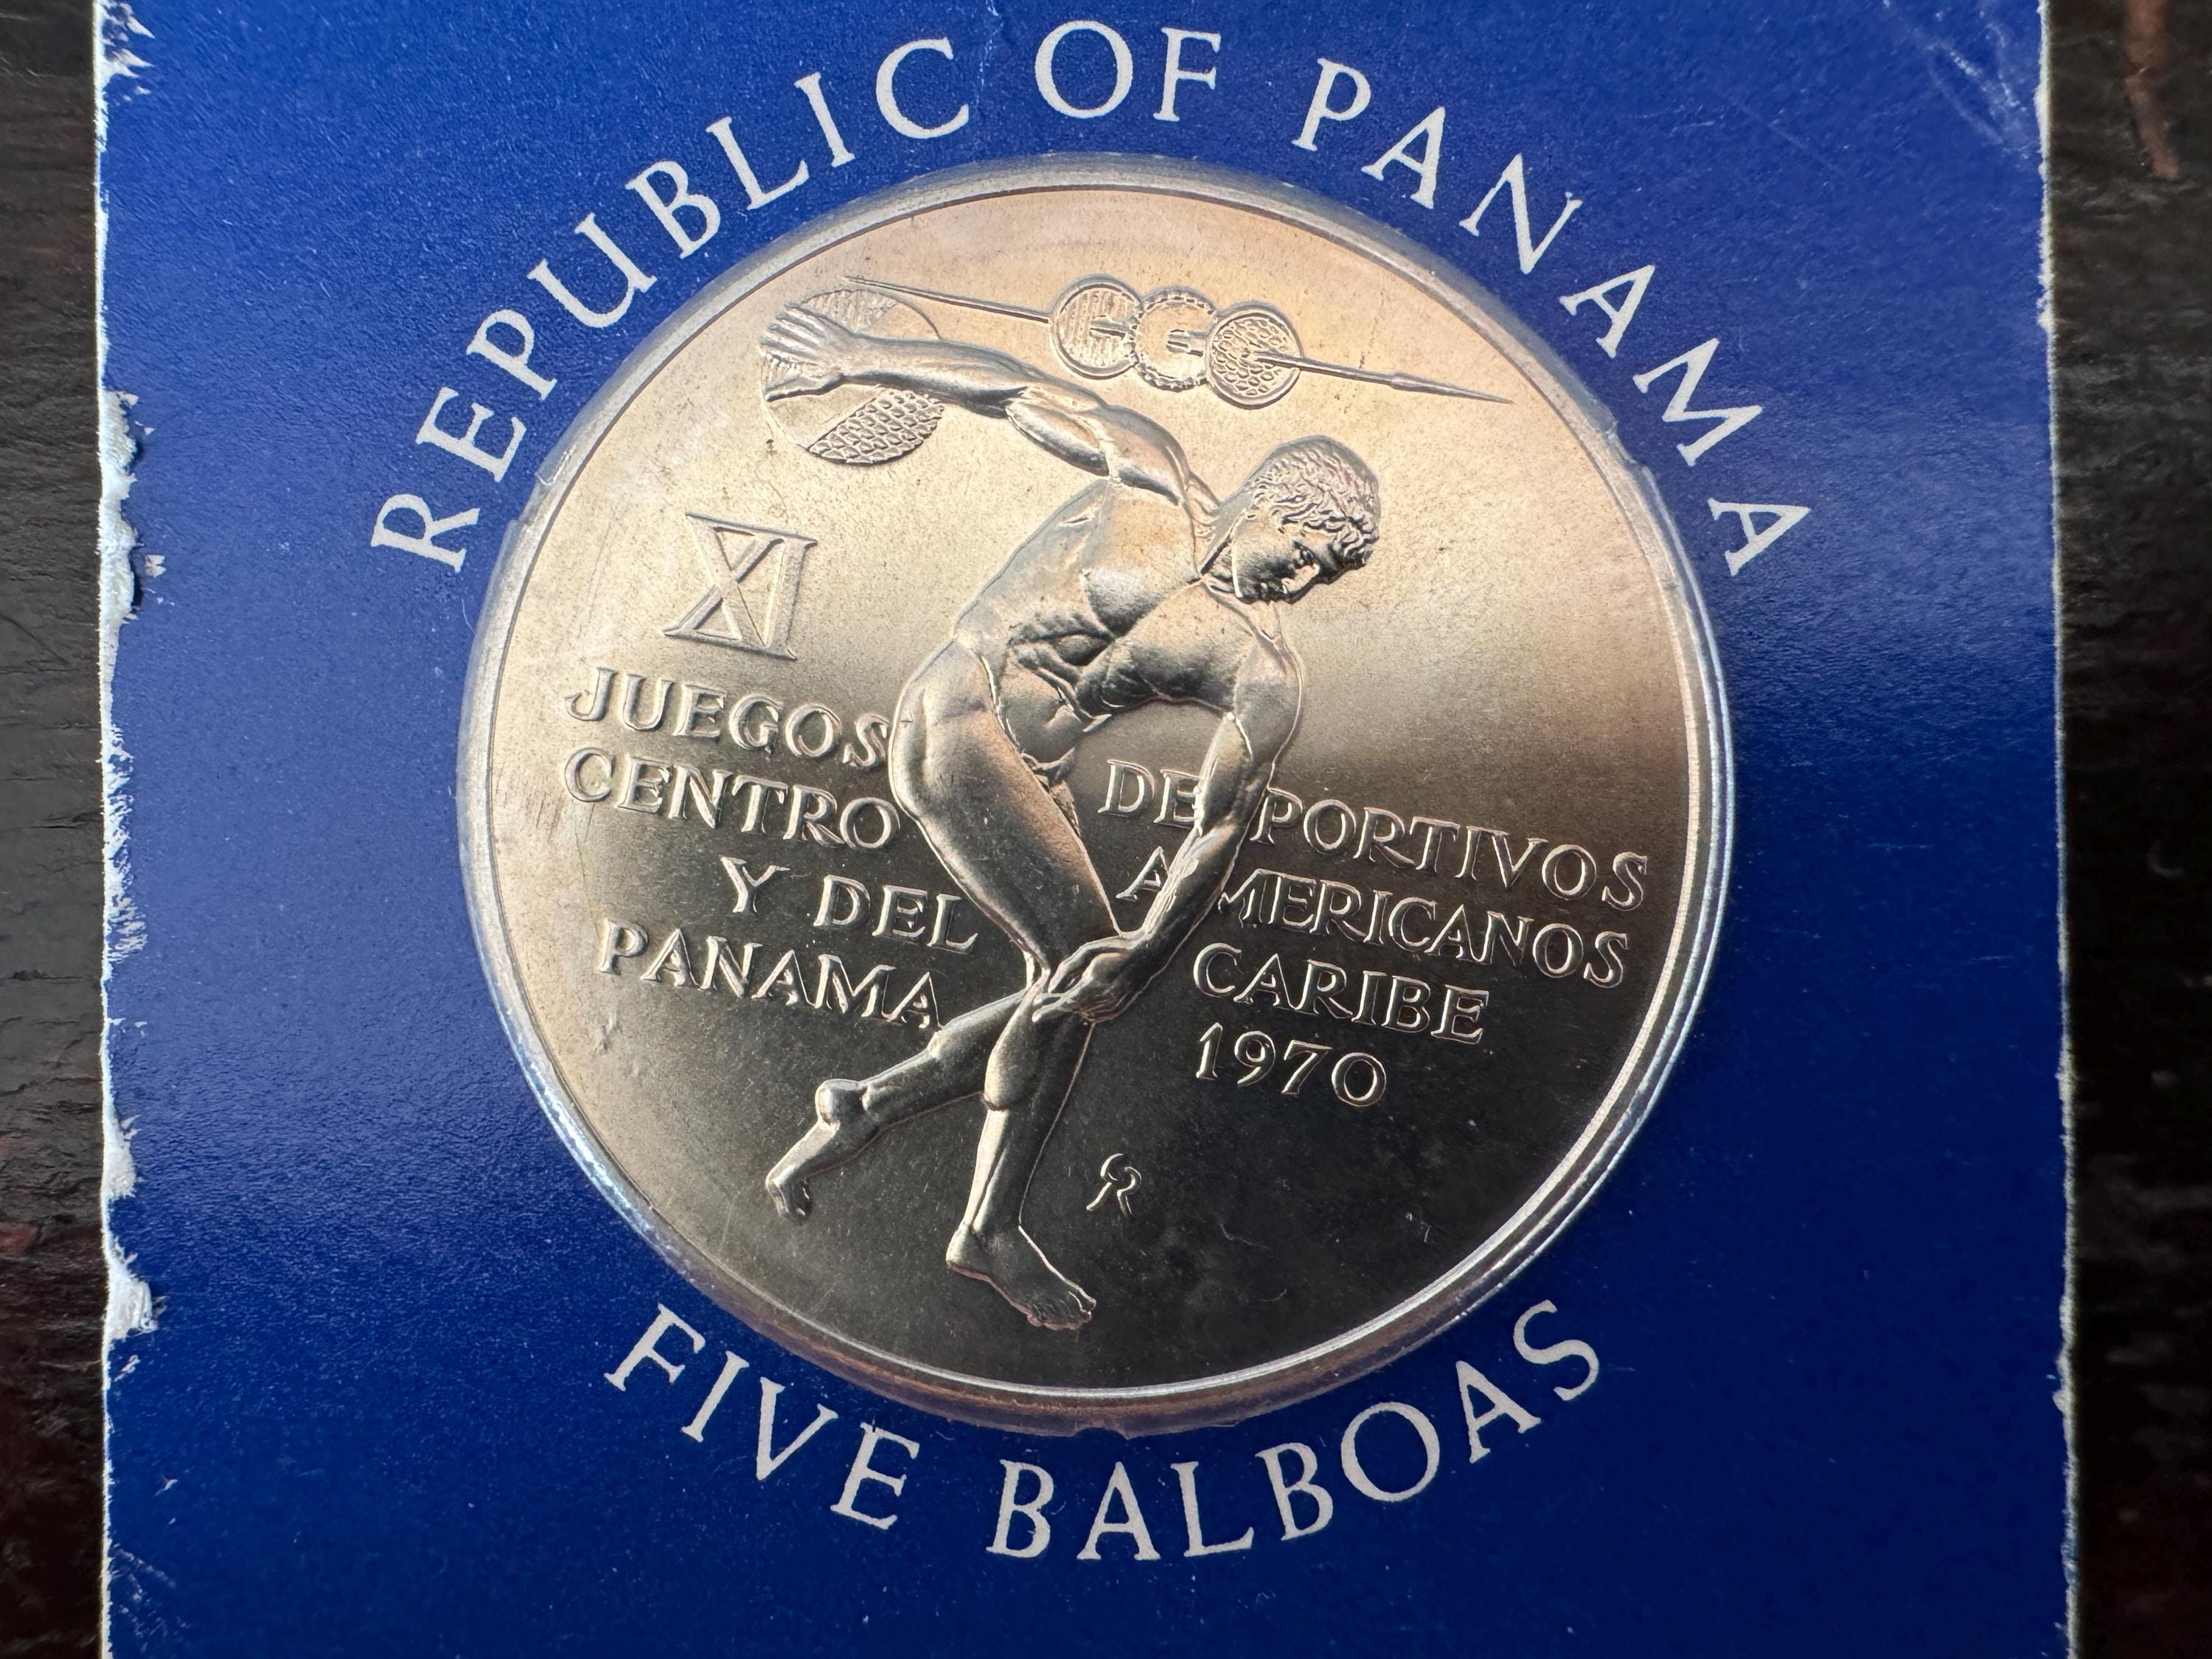 REPUBLIC OF PANAMA
XI
JUEGOS DEPORTIVOS
CENTRO AMERICANOS
Y DEL CARIBE
PANAMA 1970
FIVE BALBOAS